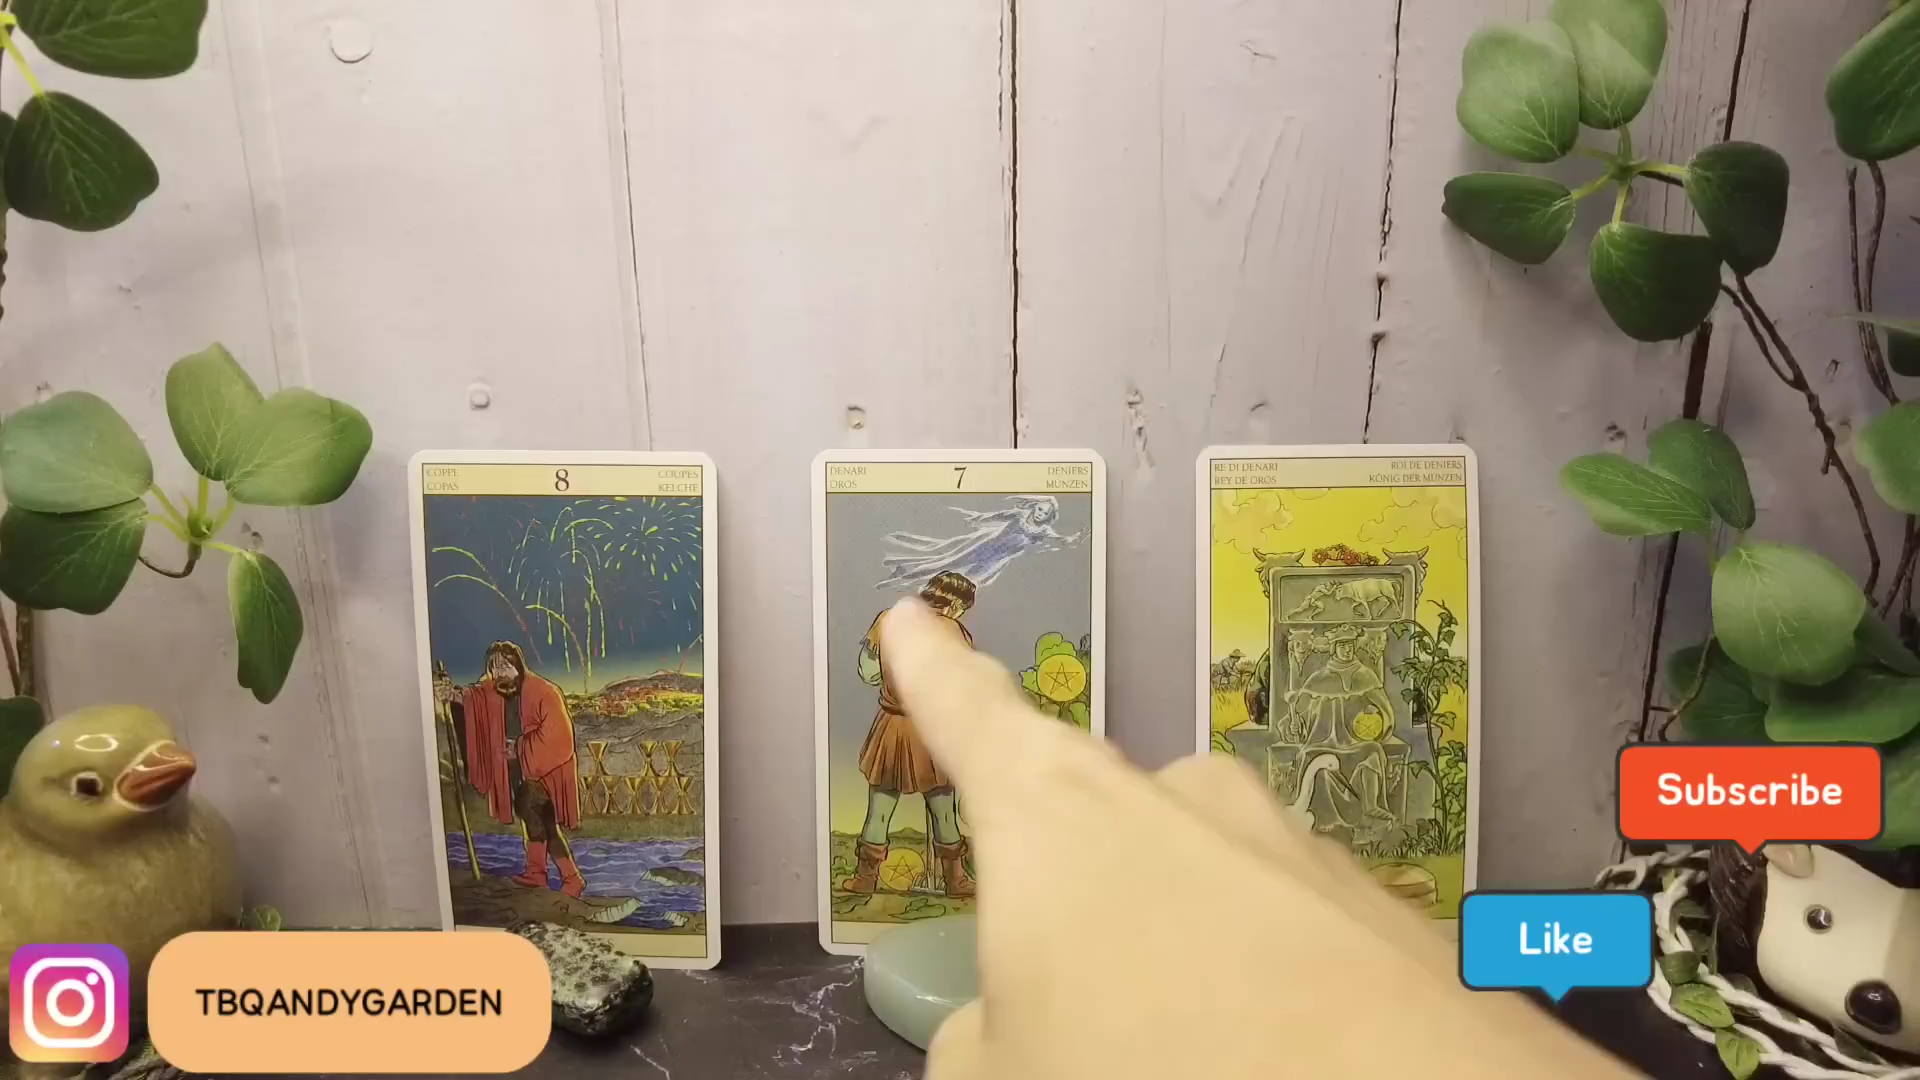 COPPE
COPAS
8
COUPES
KELCHE
DENARI
OROS
7
DENIERS
MÜNZEN
RE DI DENARI
REY DE OROS
ROI DE DENIERS
KÖNIG DER MÜNZEN
Subscribe
Like
TBQANDYGARDEN